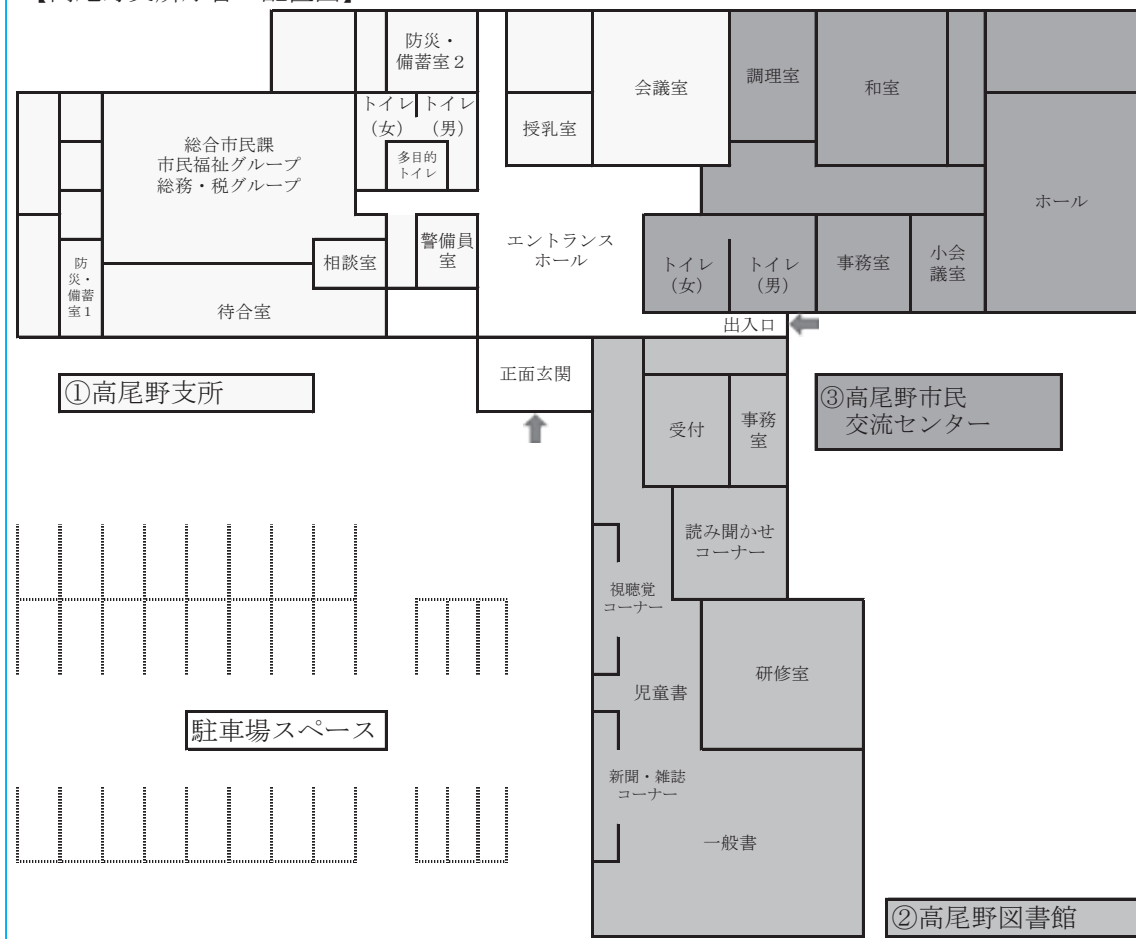 防災・
備蓄室２
会議室
調理室
和室
トイレ
(女)
トイレ
(男)
授乳室
総合市民課
市民福祉グループ
総務・税グループ
多目的
トイレ
ホール
警備員
室
エントランス
ホール
相談室
トイレ
(女)
トイレ
(男)
事務室
小会
議室
防
災・
備蓄
室１
待合室
出入口
正面玄関
①高尾野支所
③高尾野市民
交流センター
受付
事務
室
読み聞かせ
コーナー
視聴覚
コーナー
研修室
児童書
駐車場スペース
新聞・雑誌
コーナー
一般書
②高尾野図書館